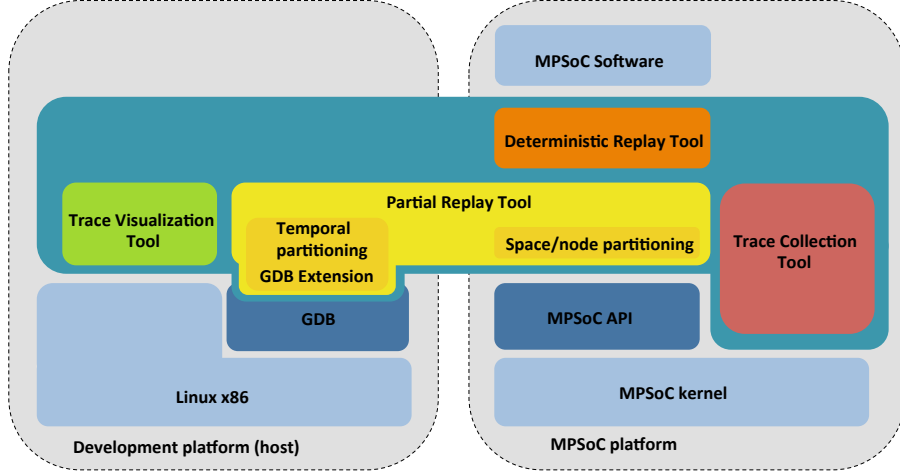 MPSoC Software
Deterministic Replay Tool
Partial Replay Tool
Trace Visualization
Tool
Temporal
partitioning
GDB Extension
Space/node partitioning
Trace Collection
Tool
GDB
MPSoC API
Linux x86
MPSoC kernel
Development platform (host)
MPSoC platform